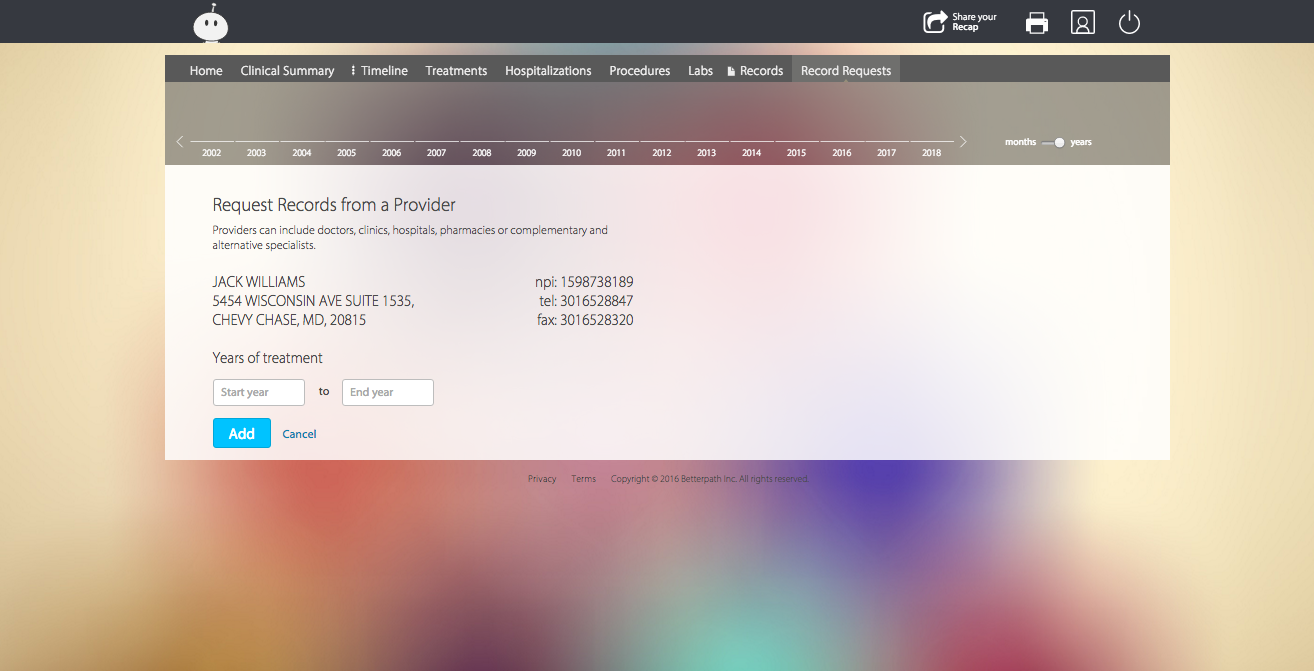 Share your
Recap
Home Clinical Summary Timeline Treatments Hospitalizations Procedures Labs Records Record Requests
2002 2003 2004 2005 2006 2007 2008 2009 2010 2011 2012 2013 2014 2015 2016 2017 2018 months years
Request Records from a Provider
Providers can include doctors, clinics, hospitals, pharmacies or complementary and
alternative specialists.
JACK WILLIAMS npi: 1598738189
5454 WISCONSIN AVE SUITE 1535, tel: 3016528847
CHEVY CHASE, MD, 20815 fax: 3016528320
Years of treatment
Start year to End year
Add Cancel
Privacy Terms Copyright © 2016 Betterpath Inc. All rights reserved.